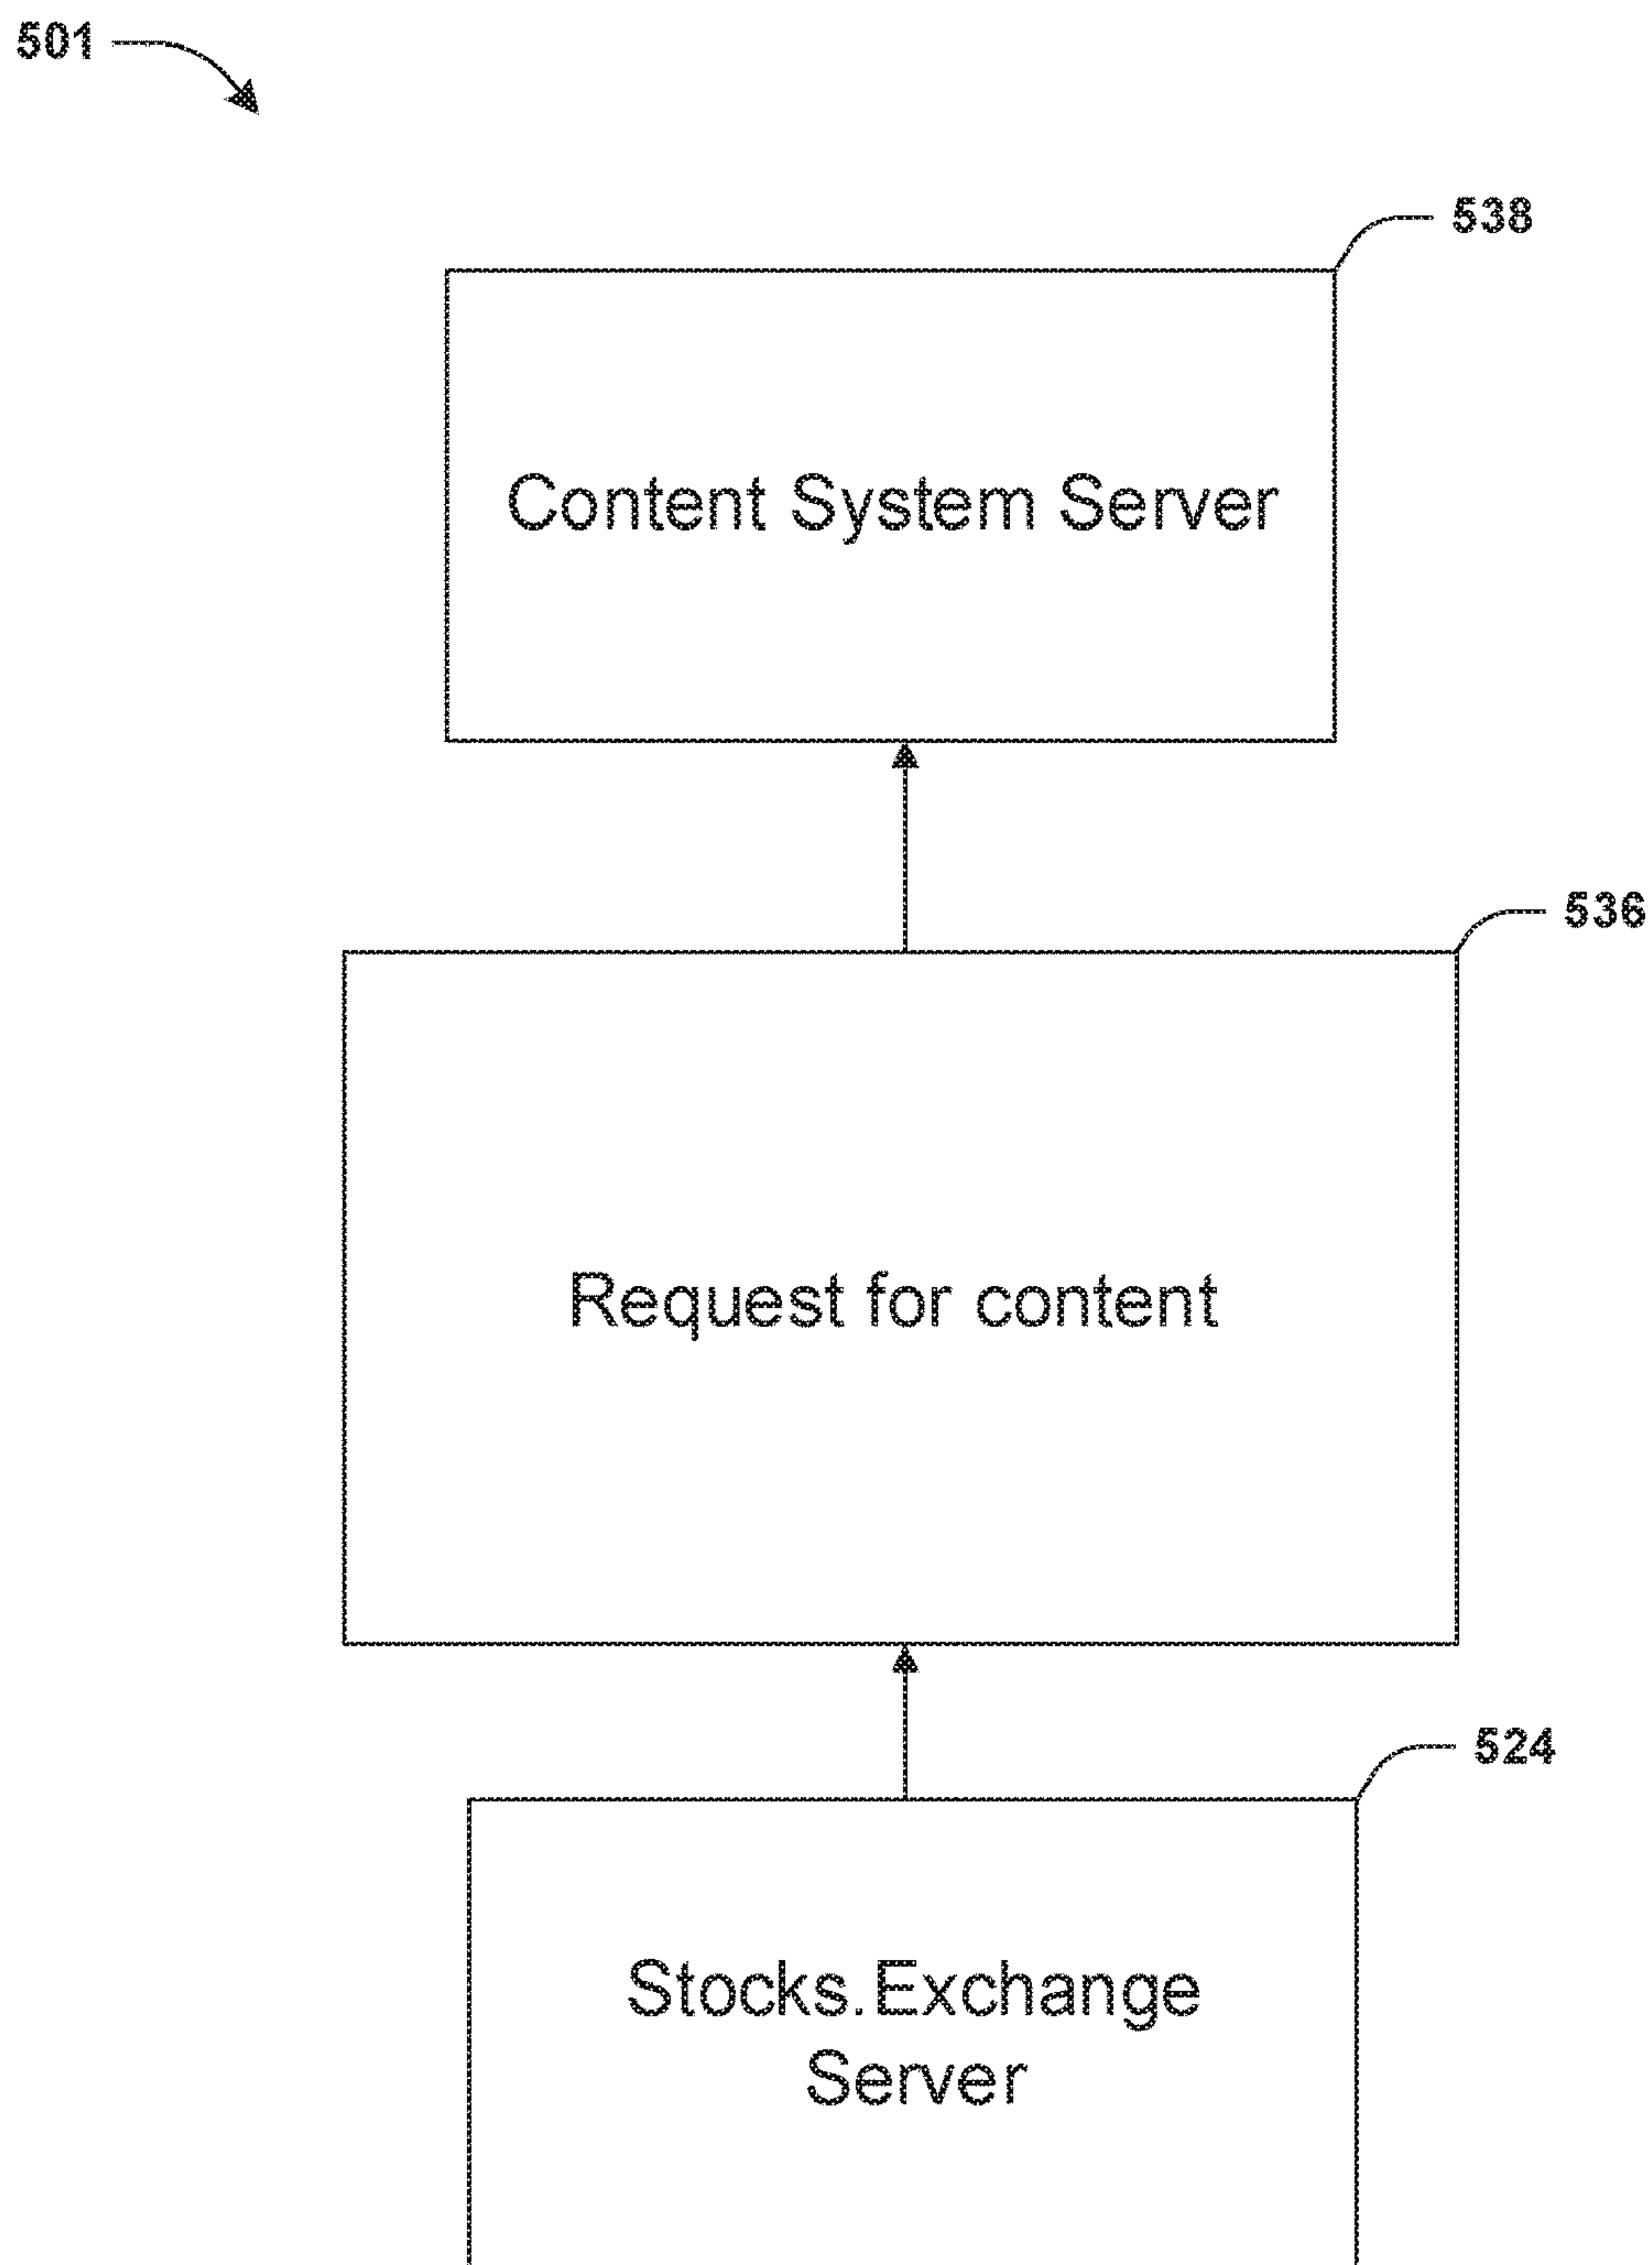 501
538
Content System Server
536
Request for content
524
Stocks.Exchange
Server